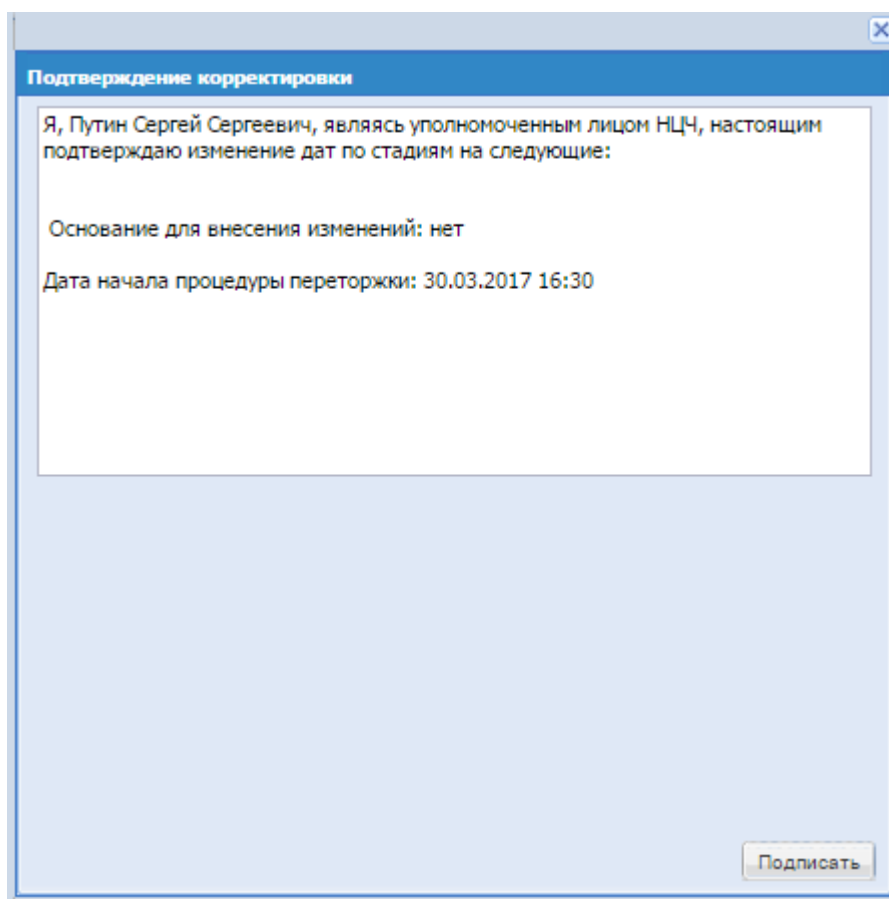 Подтверждение корректировки
Я, Путин Сергей Сергеевич, являясь уполномоченным лицом НЦЧ, настоящим
подтверждаю изменение дат по стадиям на следующие:
Основание для внесения изменений: нет
Дата начала процедуры переторжки: 30.03.2017 16:30
Подписать